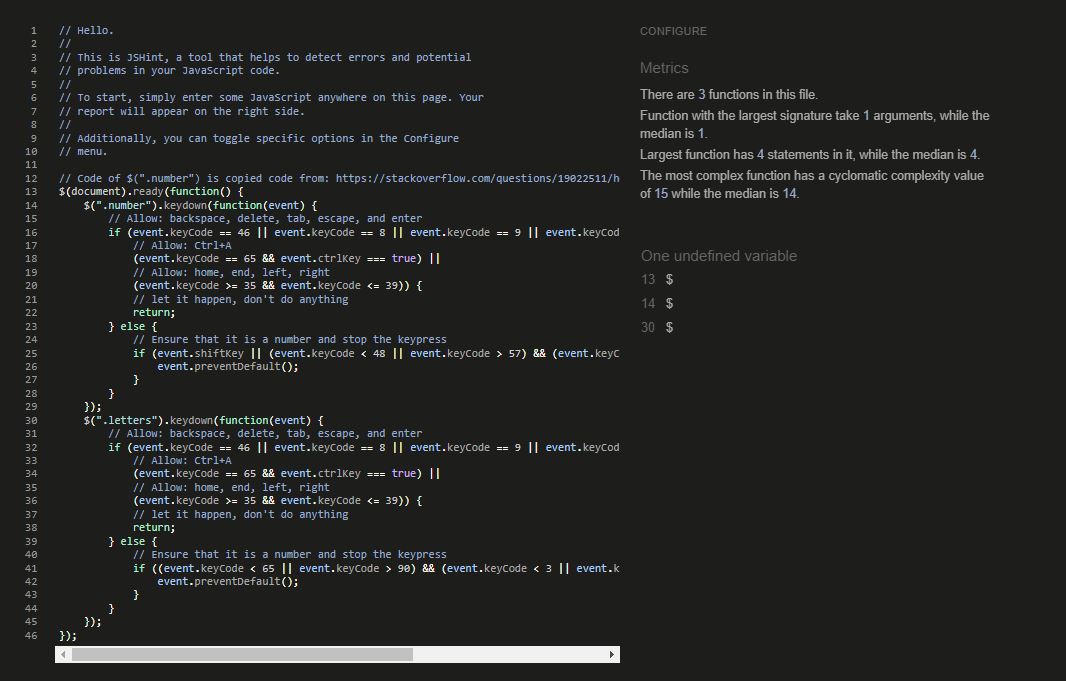 1 // Hello.
2 //
3 // This is JSHint, a tool that helps to detect errors and potential
4 // problems in your JavaScript code.
5 //
6 // To start, simply enter some JavaScript anywhere on this page. Your
7 // report will appear on the right side.
8 //
9 // Additionally, you can toggle specific options in the Configure
10 // menu.
11
12 // Code of $(".number") is copied code from: https://stackoverflow.com/questions/19022511/h
13 $(document).ready(function() {
14 $(".number").keydown(function(event) {
15 // Allow: backspace, delete, tab, escape, and enter
16 if (event.keyCode == 46 || event.keyCode == 8 || event.keyCode == 9 || event.keyCod
17 // Allow: Ctrl+A
18 (event.keyCode == 65 && event.ctrlKey === true) ||
19 // Allow: home, end, left, right
20 (event.keyCode >= 35 && event.keyCode <= 39)) {
21 // let it happen, don't do anything
22 return;
23 } else {
24 // Ensure that it is a number and stop the keypress
25 if (event.shiftKey || (event.keyCode < 48 || event.keyCode > 57) && (event.keyC
26 event.preventDefault();
27 }
28 }
29 });
30 $(".letters").keydown(function(event) {
31 // Allow: backspace, delete, tab, escape, and enter
32 if (event.keyCode == 46 || event.keyCode == 8 || event.keyCode == 9 || event.keyCod
33 // Allow: Ctrl+A
34 (event.keyCode == 65 && event.ctrlKey === true) ||
35 // Allow: home, end, left, right
36 (event.keyCode >= 35 && event.keyCode <= 39)) {
37 // let it happen, don't do anything
38 return;
39 } else {
40 // Ensure that it is a number and stop the keypress
41 if ((event.keyCode < 65 || event.keyCode > 90) && (event.keyCode < 3 || event.k
42 event.preventDefault();
43 }
44 }
45 });
46 });
CONFIGURE
Metrics
There are 3 functions in this file.
Function with the largest signature take 1 arguments, while the
median is 1.
Largest function has 4 statements in it, while the median is 4.
The most complex function has a cyclomatic complexity value
of 15 while the median is 14.
One undefined variable
13 $
14 $
30 $